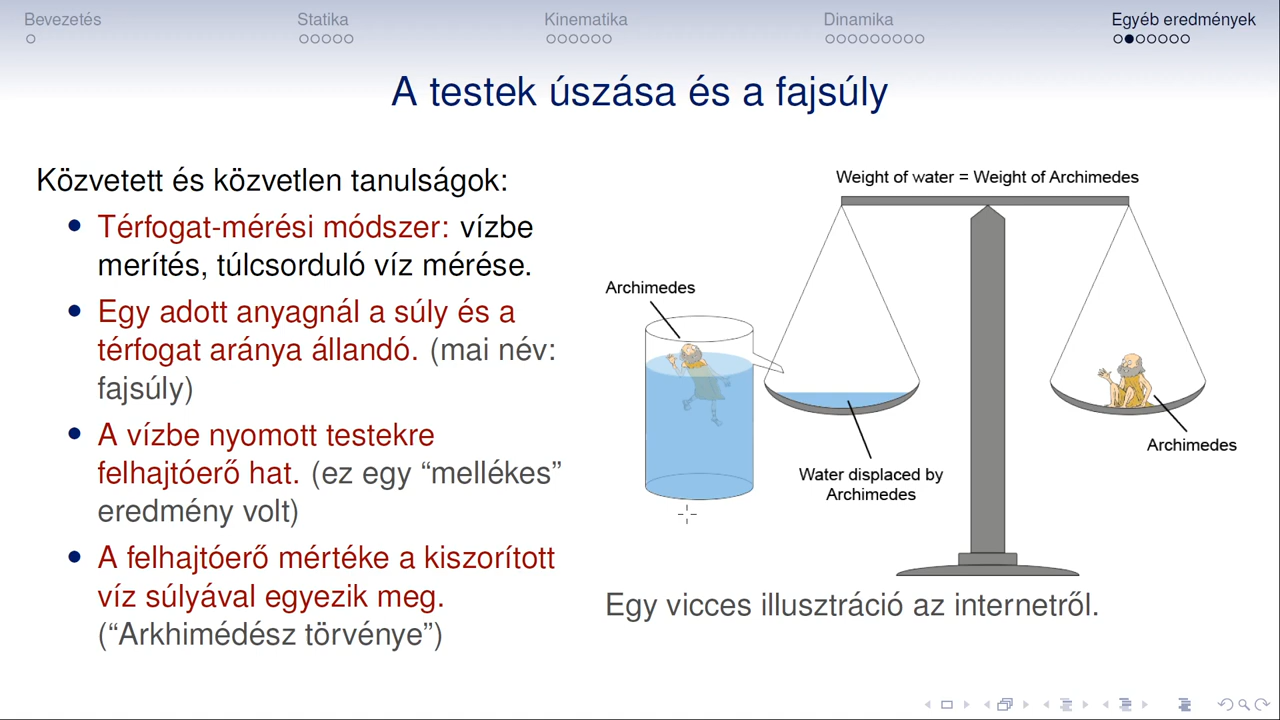 Bevezetés
Statika
Kinematika
Dinamika
Egyéb eredmények
A testek úszása és a fajsúly
Közvetett és közvetlen tanulságok:
Térfogat-mérési módszer: vízbe
merítés, túlcsorduló víz mérése.
Egy adott anyagnál a súly és a
térfogat aránya állandó. (mai név:
fajsúly)
A vízbe nyomott testekre
felhajtóerő hat. (ez egy “mellékes”
eredmény volt)
A felhajtóerő mértéke a kiszorított
víz súlyával egyezik meg.
(“Arkhimédész törvénye”)
Weight of water = Weight of Archimedes
Archimedes
Water displaced by
Archimedes
Archimedes
Egy vicces illusztráció az internetről.